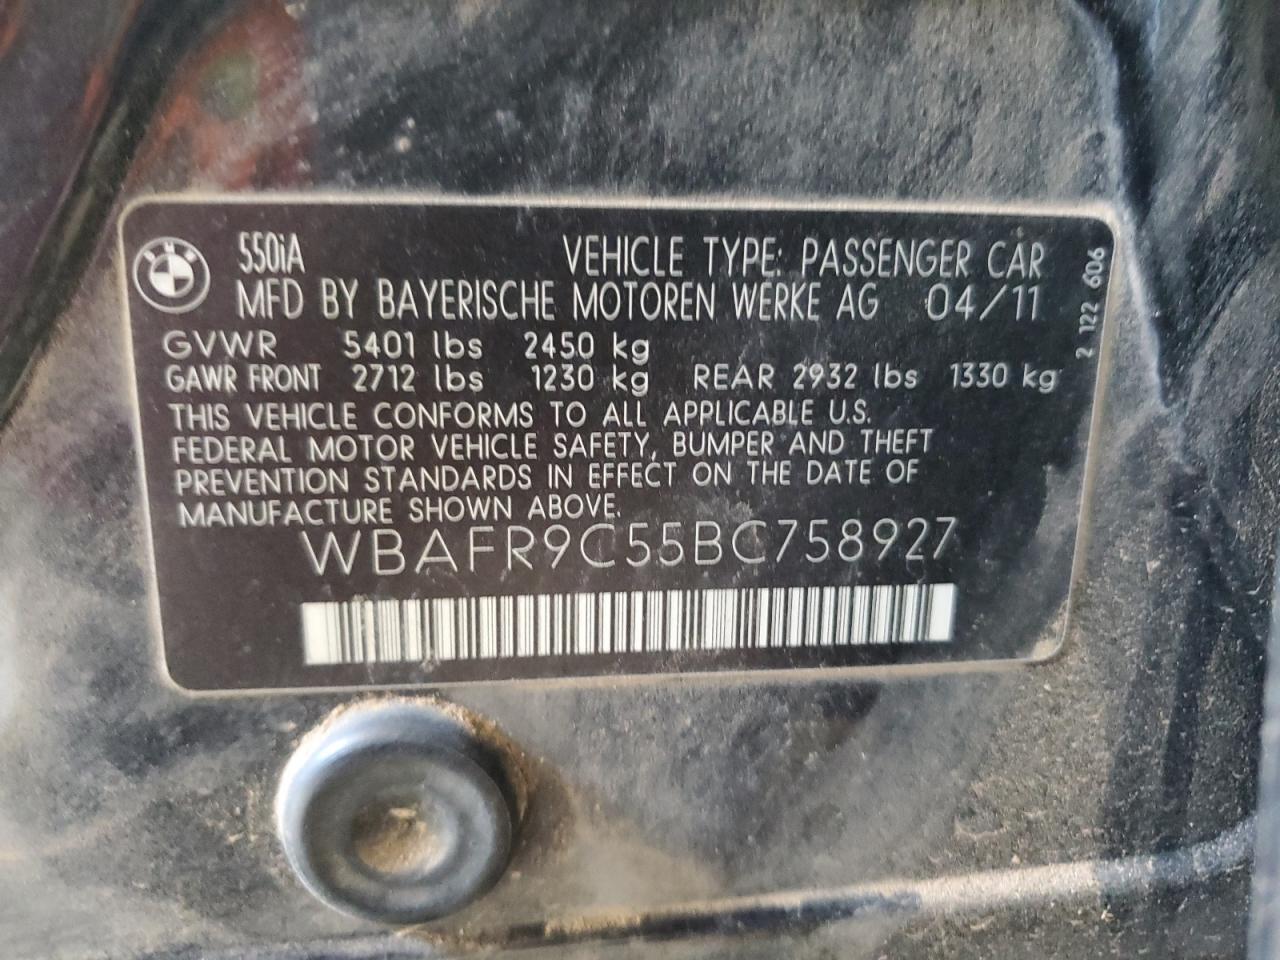 550iA VEHICLE TYPE: PASSENGER CAR
MFD BY BAYERISCHE MOTOREN WERKE AG 04/11
GVWR 5401 lbs 2450 kg
GAWR FRONT 2712 lbs 1230 kg REAR 2932 lbs 1330 kg
THIS VEHICLE CONFORMS TO ALL APPLICABLE U.S.
FEDERAL MOTOR VEHICLE SAFETY, BUMPER AND THEFT
PREVENTION STANDARDS IN EFFECT ON THE DATE OF
MANUFACTURE SHOWN ABOVE.
WBAFR9C55BC758927
2 122 606